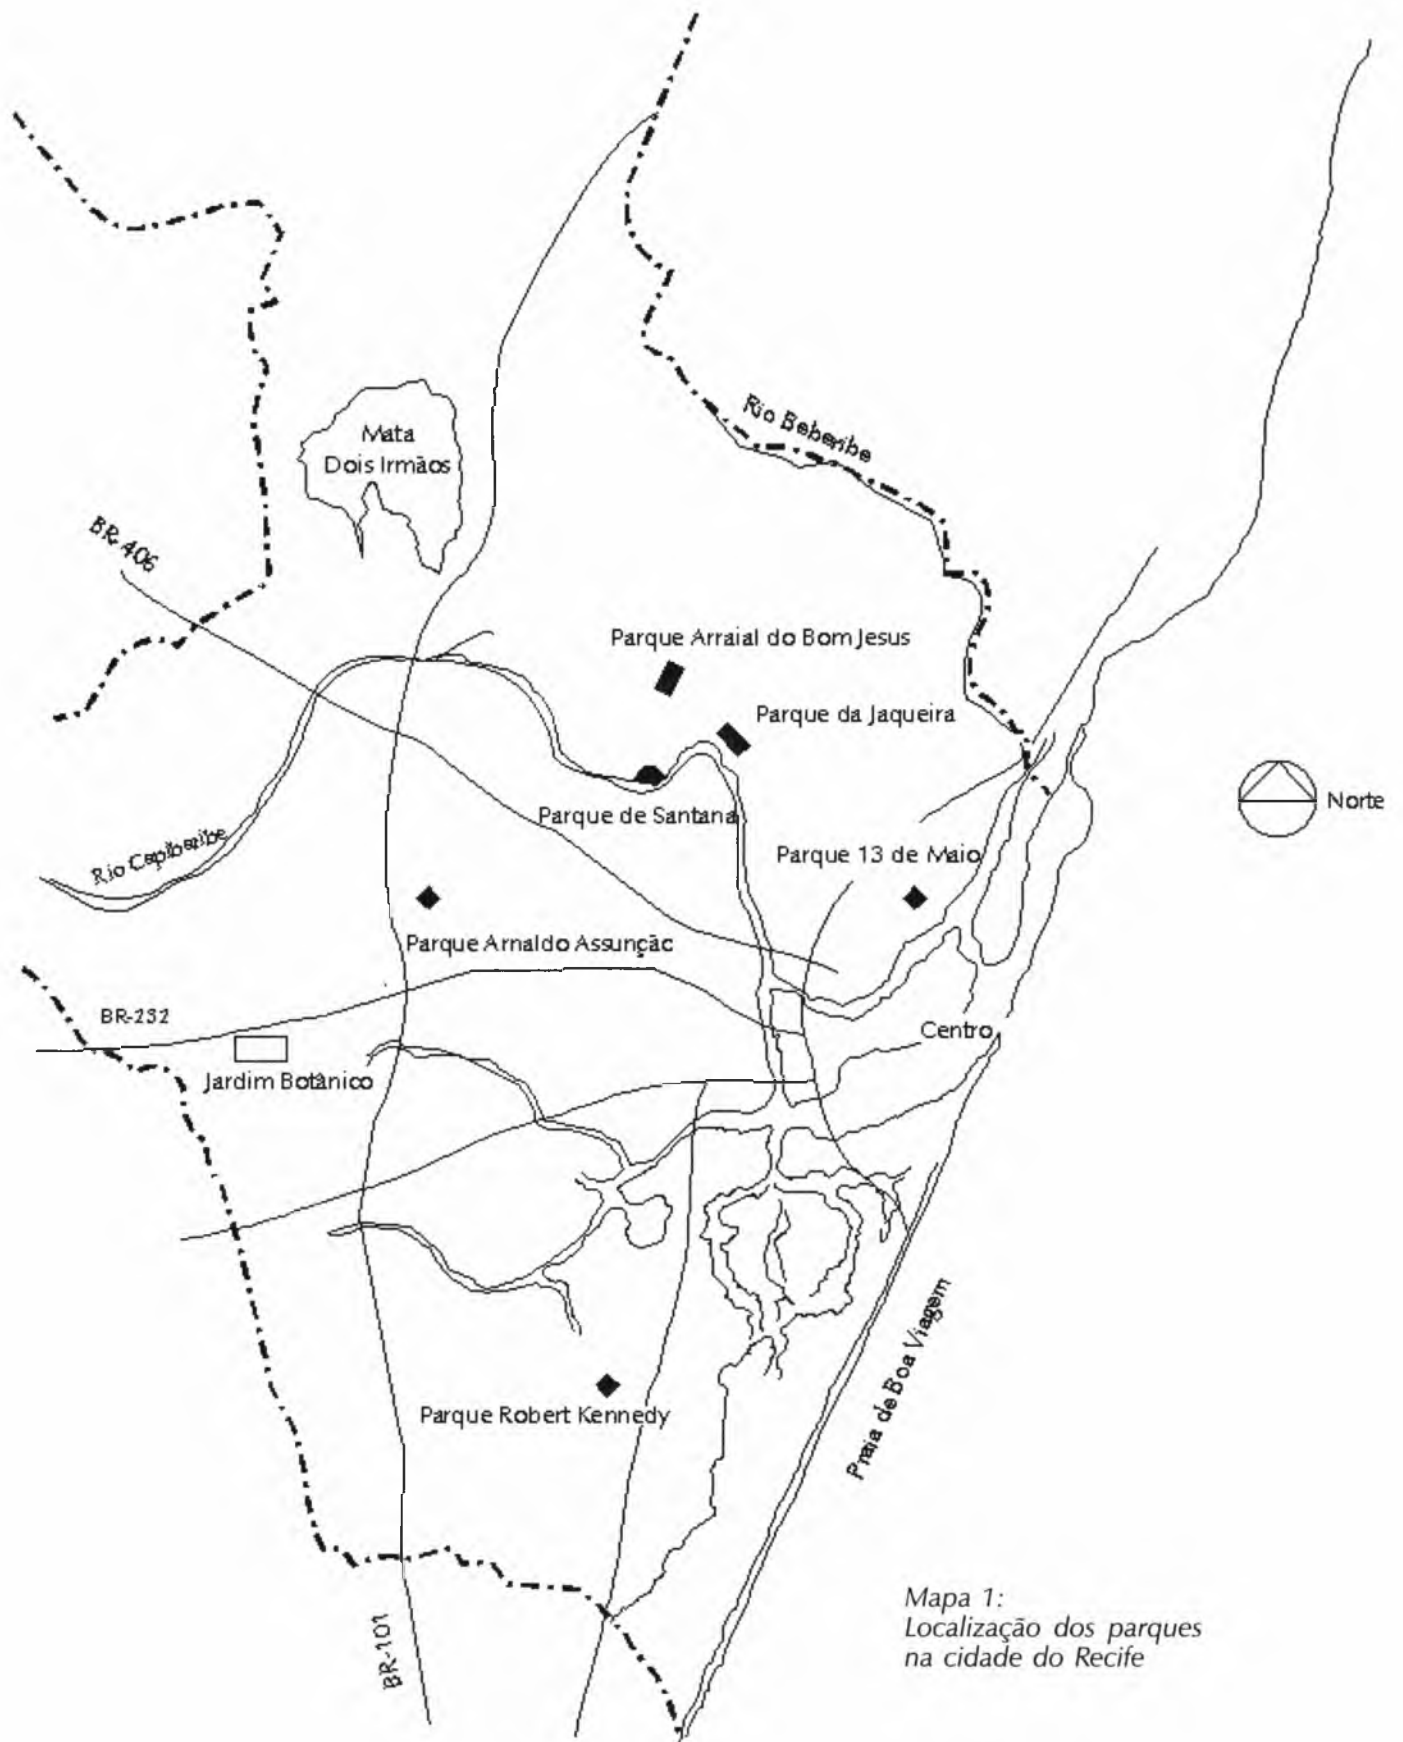 Rio Beberibe
Mata
Dois Irmãos
BR-406
Parque Arraial do Bom Jesus
Parque da Jaqueira
Norte
Parque de Santana
Rio Capibaribe
Parque 13 de Maio
Parque Arnaldo Assunção
BR-232
Centro
Jardim Botânico
Praia de Boa Viagem
Parque Robert Kennedy
BR-101
Mapa 1:
Localização dos parques
na cidade do Recife